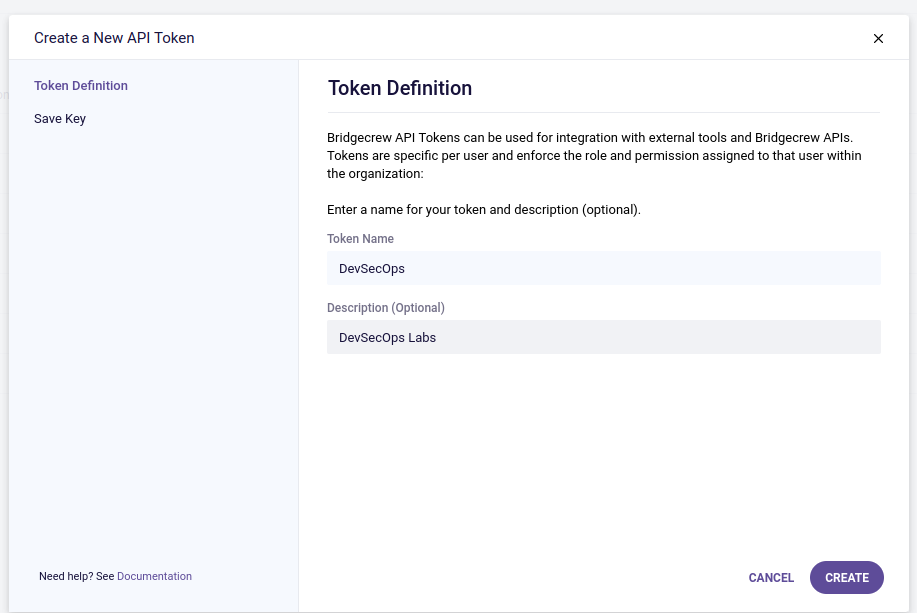 Create a New API Token
Token Definition
Save Key
Need help? See Documentation
Token Definition
Bridgecrew API Tokens can be used for integration with external tools and Bridgecrew APIs.
Tokens are specific per user and enforce the role and permission assigned to that user within
the organization:
Enter a name for your token and description (optional).
Token Name
DevSecOps
Description (Optional)
DevSecOps Labs
CANCEL
CREATE